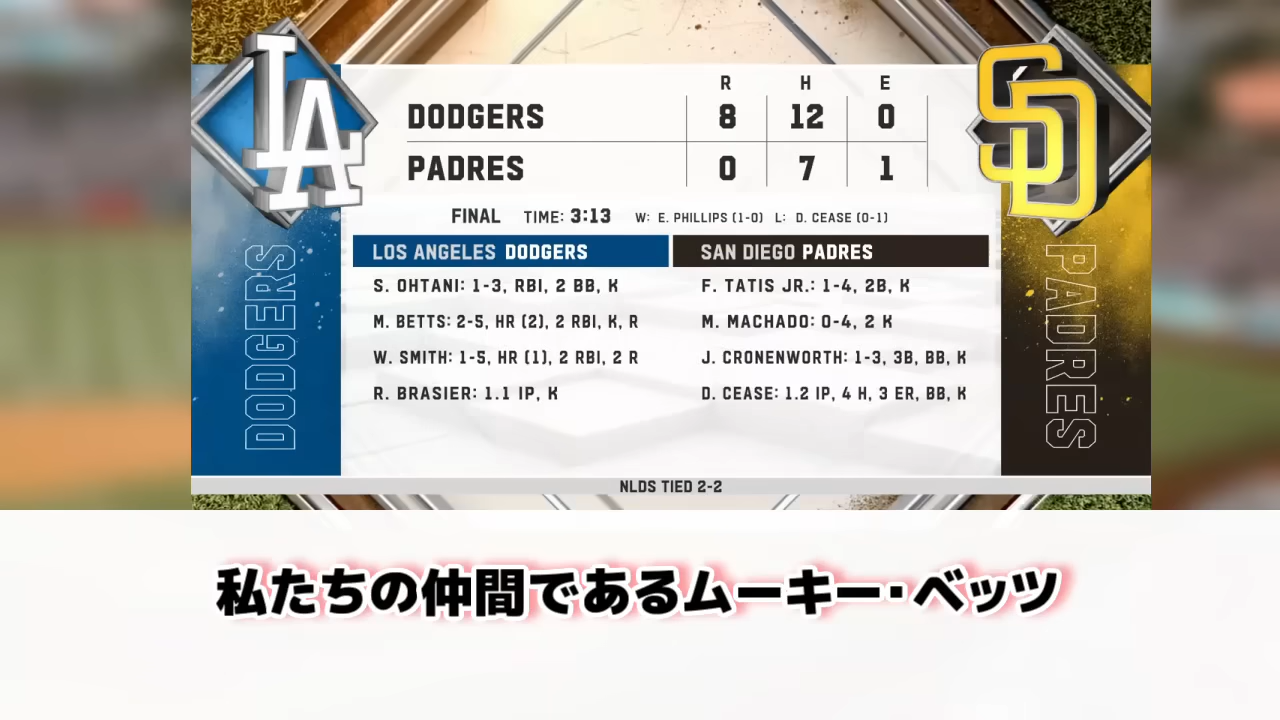 LA
SD
R H E
DODGERS 8 12 0
PADRES 0 7 1
FINAL TIME: 3:13 W: E. PHILLIPS (1-0) L: D. CEASE (0-1)
LOS ANGELES DODGERS
S. OHTANI: 1-3, RBI, 2 BB, K
M. BETTS: 2-5, HR (2), 2 RBI, K, R
W. SMITH: 1-5, HR (1), 2 RBI, 2 R
R. BRASIER: 1.1 IP, K
SAN DIEGO PADRES
F. TATIS JR.: 1-4, 2B, K
M. MACHADO: 0-4, 2 K
J. CRONENWORTH: 1-3, 3B, BB, K
D. CEASE: 1.2 IP, 4 H, 3 ER, BB, K
DODGERS
PADRES
NLDS TIED 2-2
私たちの仲間であるムーキー・ベッツ